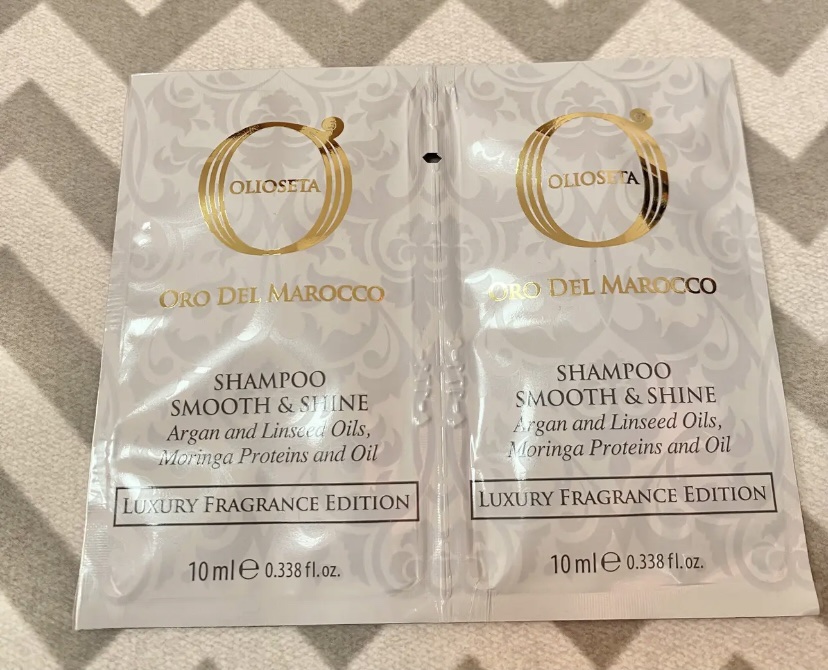 OLIOSETA
ORO DEL MAROCCO
SHAMPOO
SMOOTH & SHINE
Argan and Linseed Oils,
Moringa Proteins and Oil
LUXURY FRAGRANCE EDITION
10 ml ℮ 0.338 fl.oz.
OLIOSETA
ORO DEL MAROCCO
SHAMPOO
SMOOTH & SHINE
Argan and Linseed Oils,
Moringa Proteins and Oil
LUXURY FRAGRANCE EDITION
10 ml ℮ 0.338 fl.oz.